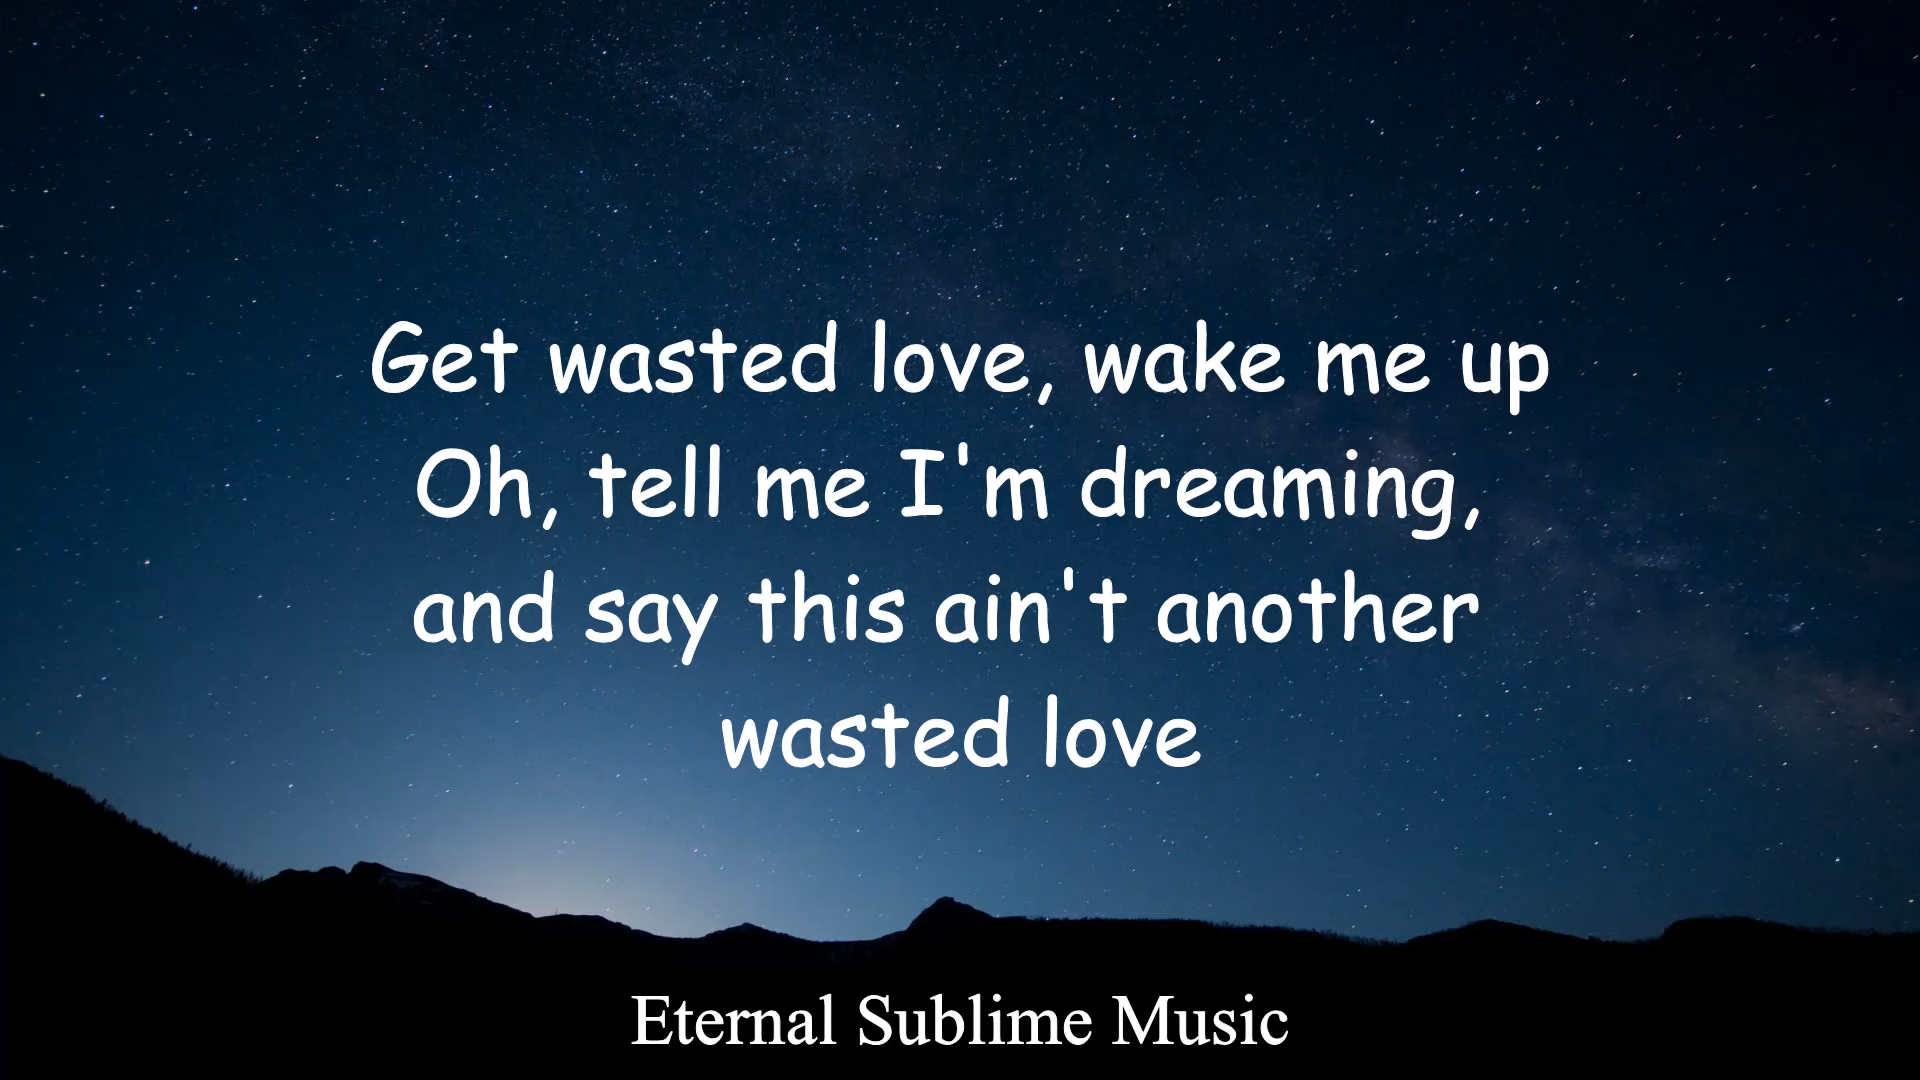 Get wasted love, wake me up
Oh, tell me I'm dreaming,
and say this ain't another
wasted love
Eternal Sublime Music